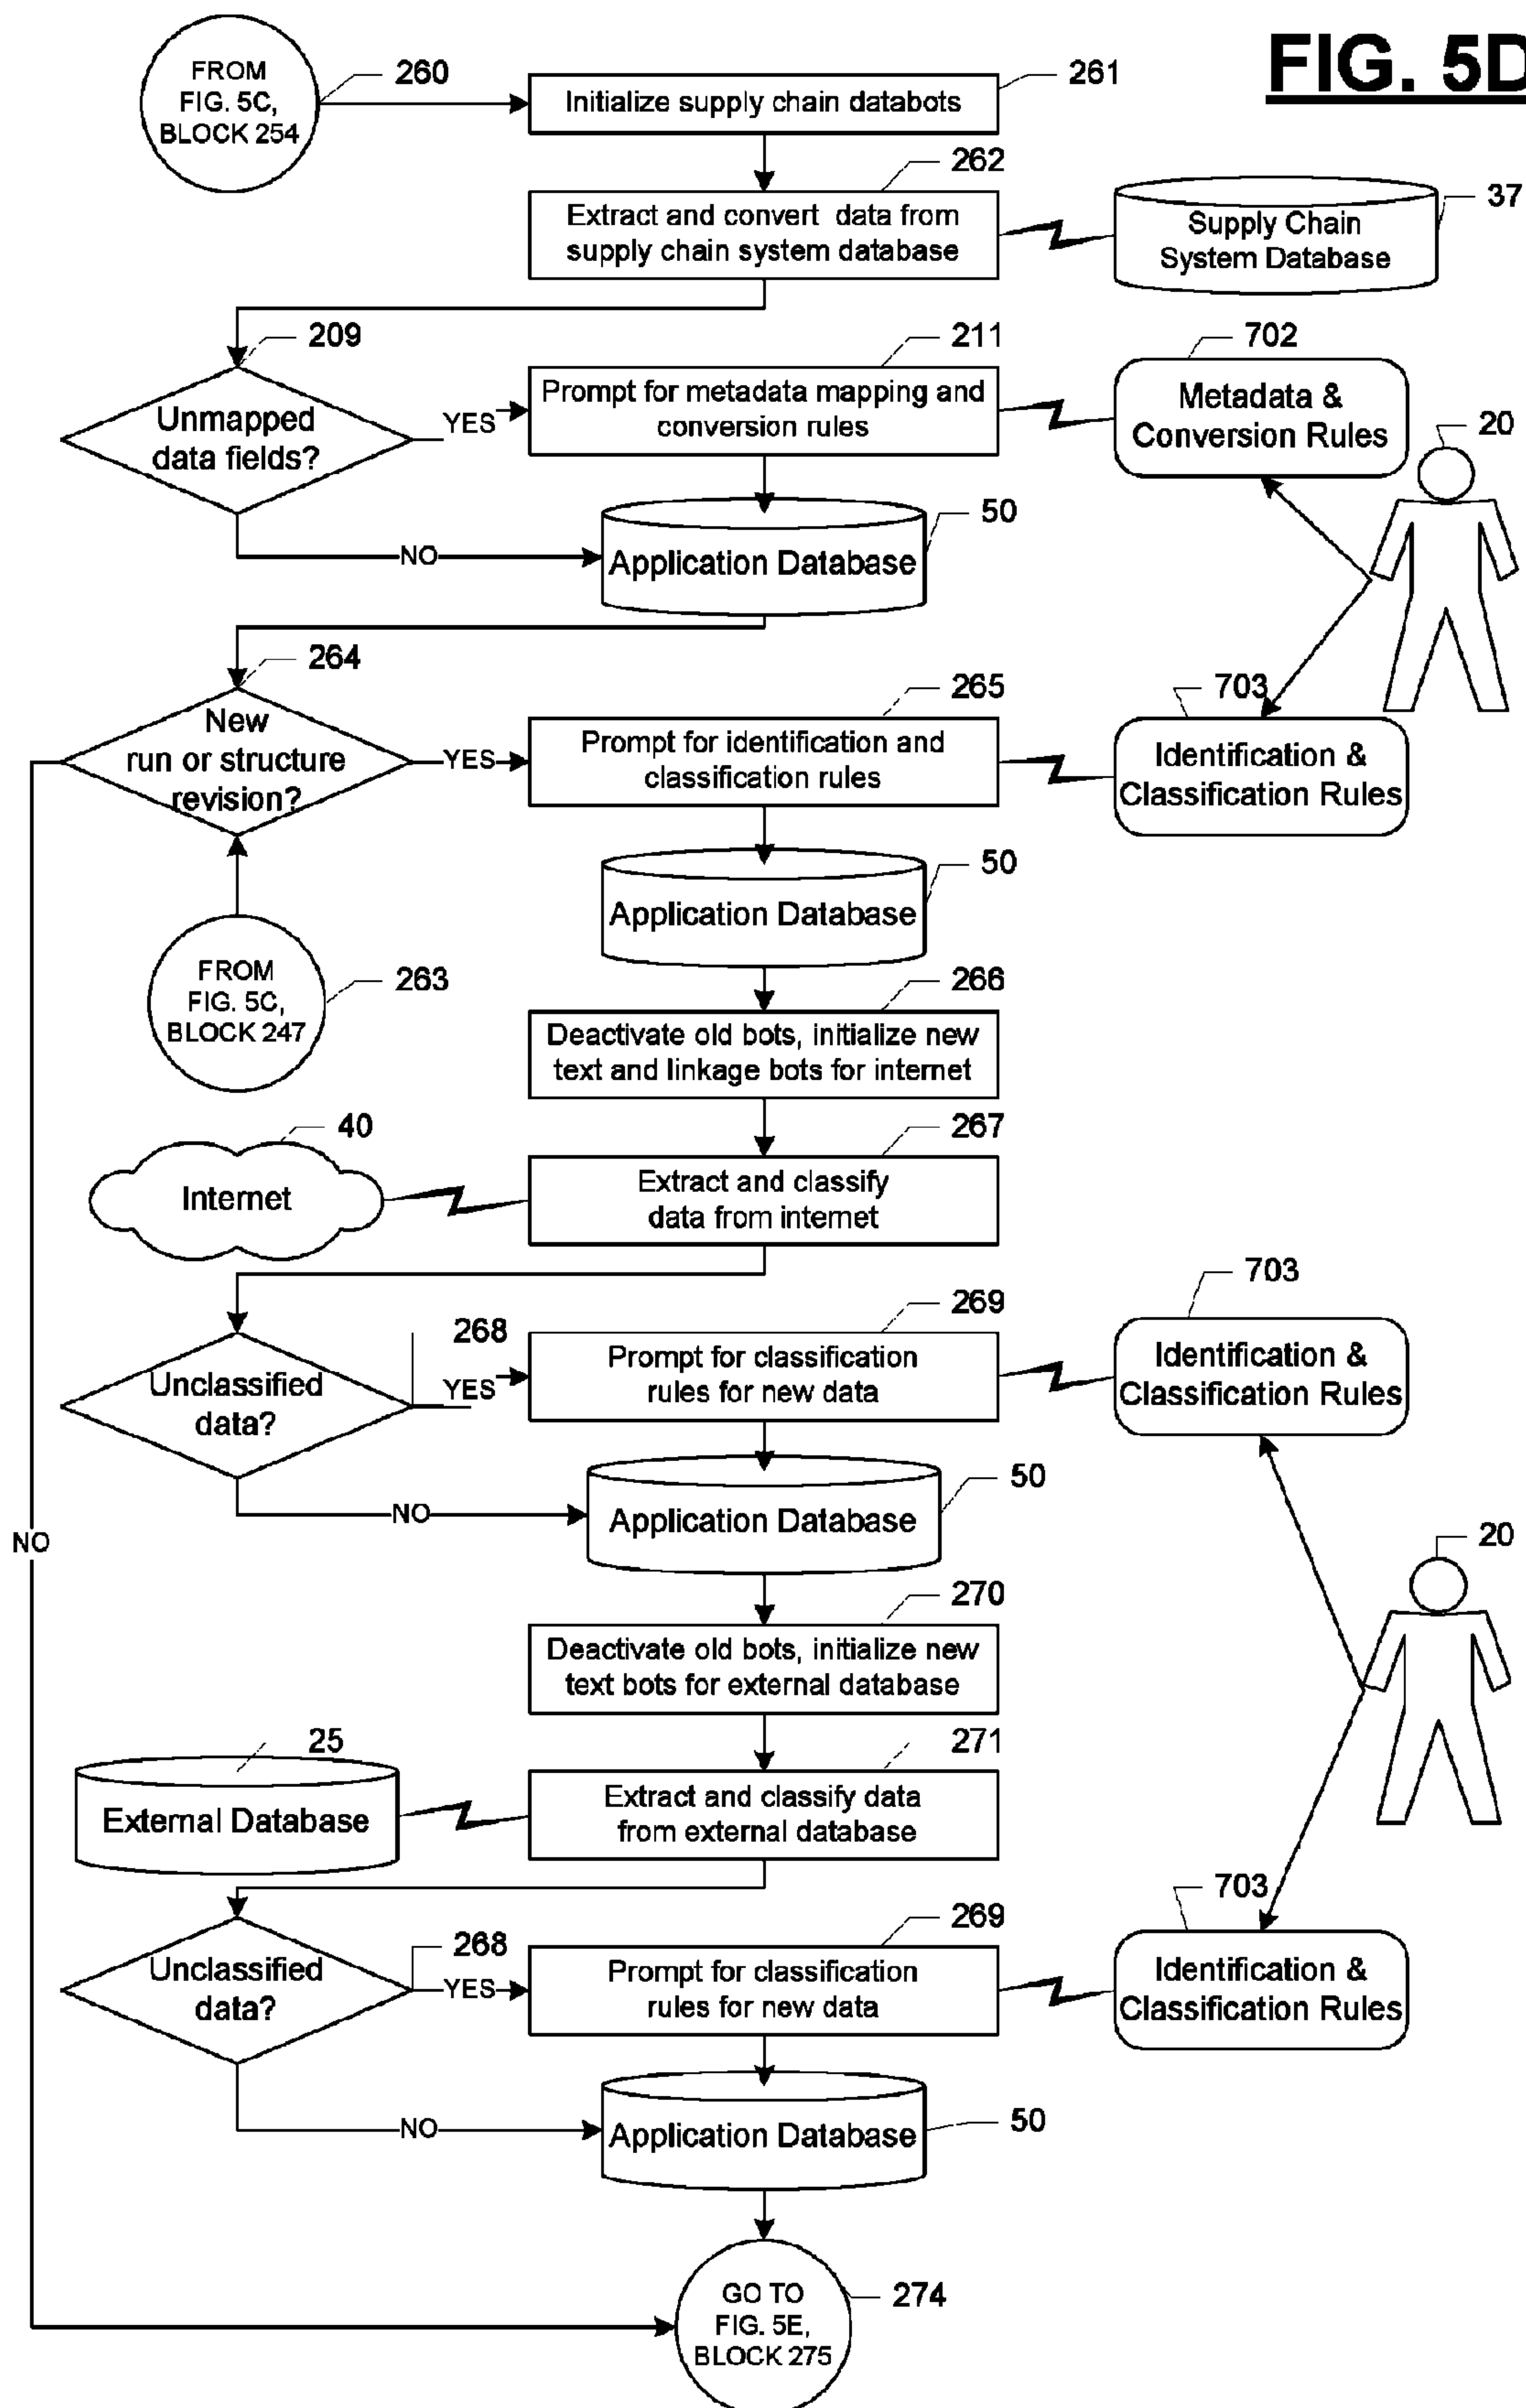 FIG. 5D
FROM
FIG. 5C,
BLOCK 254
260
Initialize supply chain databots
261
262
Extract and convert data from
supply chain system database
Supply Chain
System Database
37
209
Unmapped
data fields?
YES
211
Prompt for metadata mapping and
conversion rules
702
Metadata &
Conversion Rules
20
NO
Application Database
50
264
New
run or structure
revision?
YES
265
Prompt for identification and
classification rules
703
Identification &
Classification Rules
Application Database
50
FROM
FIG. 5C,
BLOCK 247
263
266
Deactivate old bots, initialize new
text and linkage bots for internet
40
Internet
267
Extract and classify
data from internet
268
Unclassified
data?
YES
269
Prompt for classification
rules for new data
703
Identification &
Classification Rules
NO
Application Database
50
NO
20
270
Deactivate old bots, initialize new
text bots for external database
25
External Database
271
Extract and classify data
from external database
268
Unclassified
data?
YES
269
Prompt for classification
rules for new data
703
Identification &
Classification Rules
NO
Application Database
50
GO TO
FIG. 5E,
BLOCK 275
274